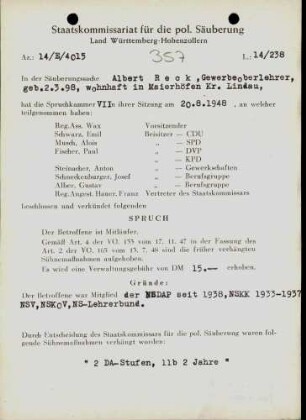 Staatskommissariat für die pol. Säuberung
Land Württemberg-Hohenzollern
Az.: 14/E/4015
357
L.: 14/238
In der Säuberungssache: Albert Reck, Gewerbeoberlehrer,
geb.2.3.98, wohnhaft in Maierhöfen Kr. Lindau,
hat die Spruchkammer VII in ihrer Sitzung am 20.8.1948, an welcher
teilgenommen haben:
Reg.Ass. Wax Vorsitzender
Schwarz, Emil Beisitzer — CDU
Musch, Alois „ — SPD
Fischer, Paul „ — DVP
„ — KPD
Steinacher, Anton „ — Gewerkschaften
Schneckenburger, Josef „ — Berufsgruppe
Gustav „ — Berufsgruppe
Reg.Angest. Hauer, Franz Vertreter des Staatskommissars
beschlossen und verkündet folgenden
SPRUCH
Der Betroffene ist Mitläufer.
Gemäß Art. 4 der VO. 133 vom 17. 11. 47 in der Fassung des
Art. 2 der VO. 165 vom 13. 7. 48 sind die früher verhängten
Sühnemaßnahmen aufgehoben.
Es wird eine Verwaltungsgebühr von DM 15.— erhoben.
Gründe:
Der Betroffene war Mitglied der NSDAP seit 1938, NSKK 1933-1937
NSV, NSKOV, NS-Lehrerbund.
Durch Entscheidung des Staatskommissars für die pol. Säuberung wuren fol-
gende Sühnemaßnahmen verhängt worden:
" 2 DA-Stufen, 11b 2 Jahre "